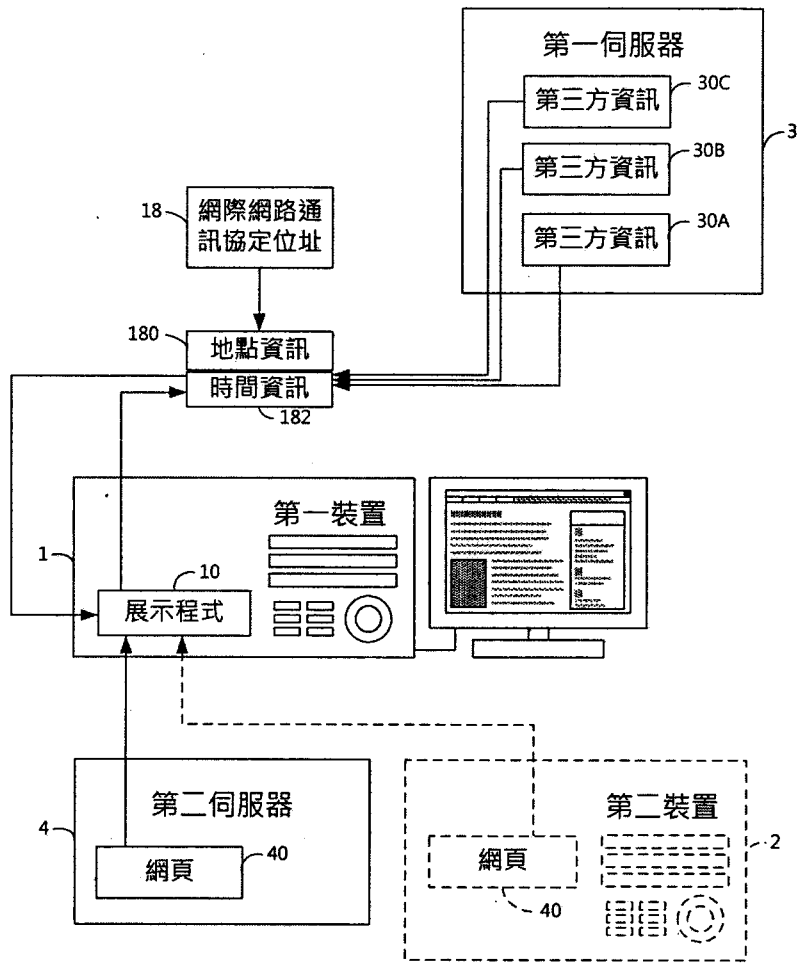 第一伺服器
第三方資訊
30C
第三方資訊
30B
第三方資訊
30A
3
18
網際網路通
訊協定位址
180
地點資訊
時間資訊
182
第一裝置
1
10
展示程式
第二伺服器
4
網頁
40
第二裝置
網頁
40
2